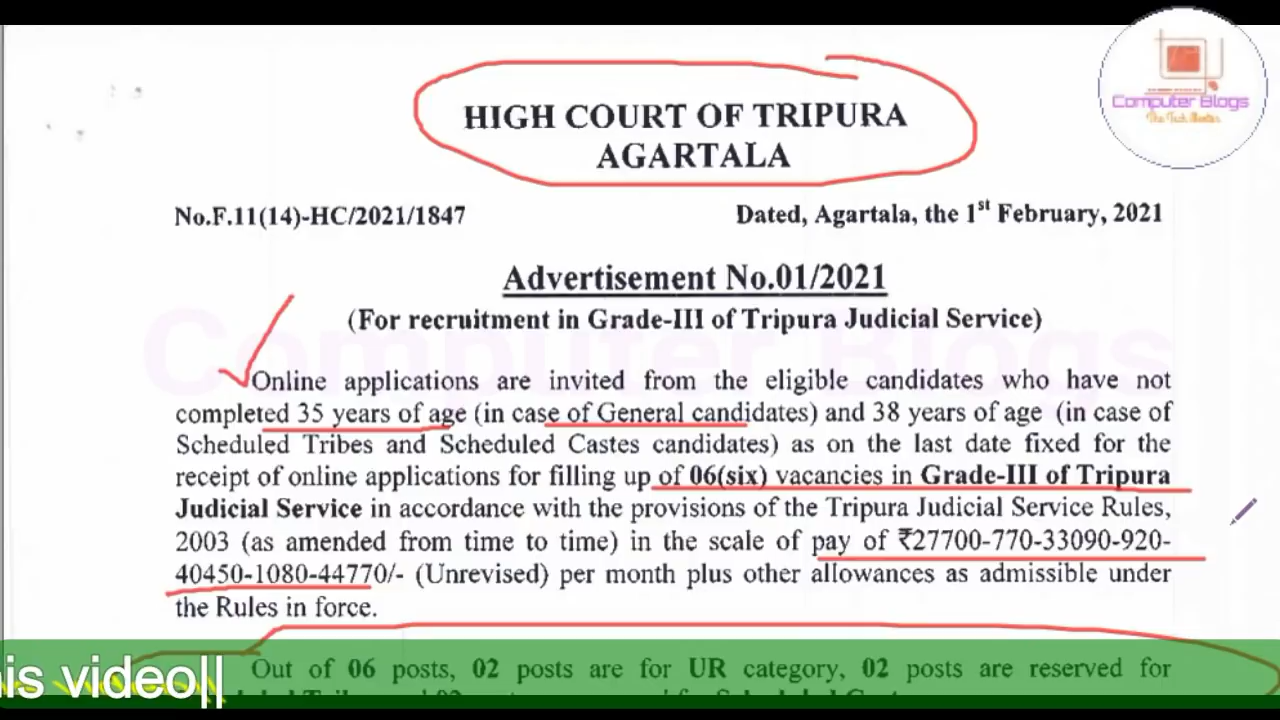 HIGH COURT OF TRIPURA
AGARTALA
Computer Blogs
No.F.11(14)-HC/2021/1847
Dated, Agartala, the 1st February, 2021
Advertisement No.01/2021
(For recruitment in Grade-III of Tripura Judicial Service)
Computer Blogs
Online applications are invited from the eligible candidates who have not
completed 35 years of age (in case of General candidates) and 38 years of age (in case of
Scheduled Tribes and Scheduled Castes candidates) as on the last date fixed for the
receipt of online applications for filling up of 06(six) vacancies in Grade-III of Tripura
Judicial Service in accordance with the provisions of the Tripura Judicial Service Rules,
2003 (as amended from time to time) in the scale of pay of ₹27700-770-33090-920-
40450-1080-44770/- (Unrevised) per month plus other allowances as admissible under
the Rules in force.
Out of 06 posts, 02 posts are for UR category, 02 posts are reserved for
his video||